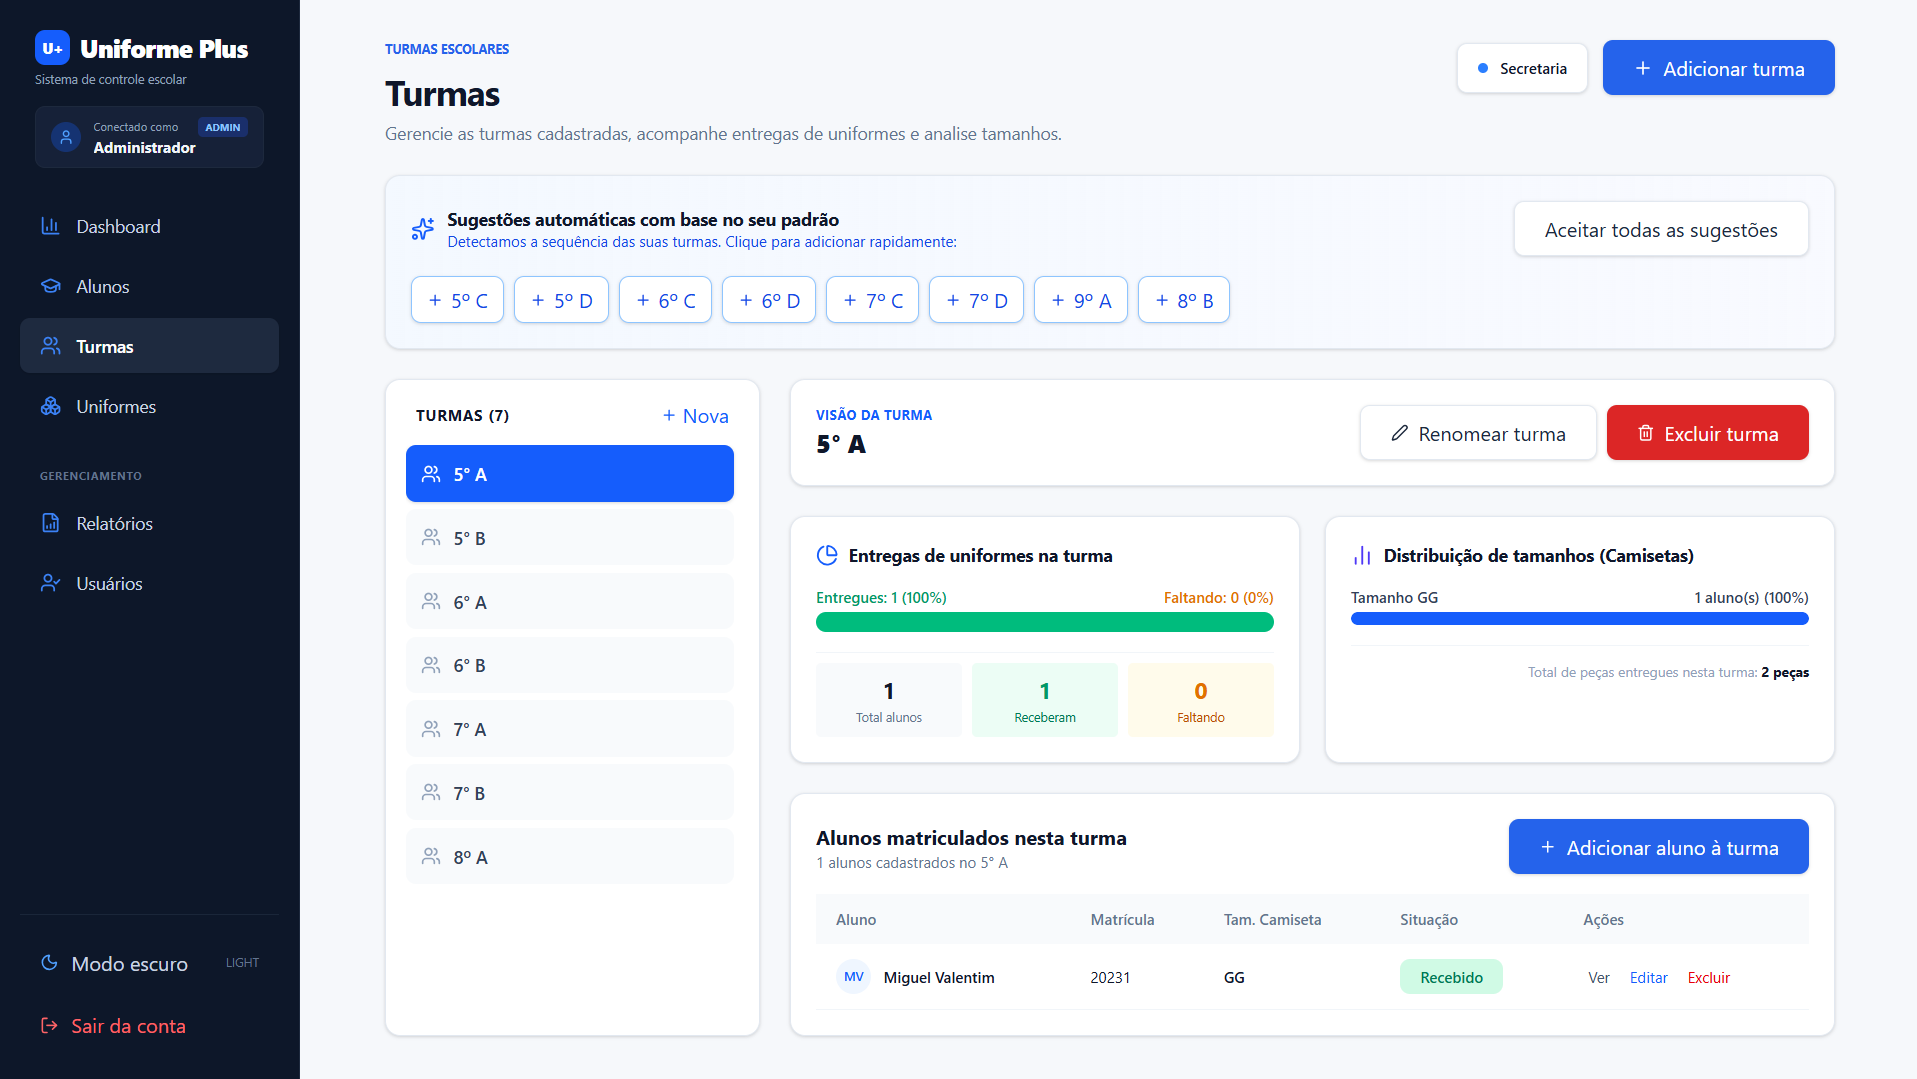 U+ Uniforme Plus
Sistema de controle escolar
Conectado como ADMIN
Administrador
Dashboard
Alunos
Turmas
Uniformes
GERENCIAMENTO
Relatórios
Usuários
Modo escuro LIGHT
Sair da conta
TURMAS ESCOLARES
Turmas
Gerencie as turmas cadastradas, acompanhe entregas de uniformes e analise tamanhos.
Secretaria
+ Adicionar turma
Sugestões automáticas com base no seu padrão
Detectamos a sequência das suas turmas. Clique para adicionar rapidamente:
Aceitar todas as sugestões
+ 5º C + 5º D + 6º C + 6º D + 7º C + 7º D + 9º A + 8º B
TURMAS (7) + Nova
5° A
5° B
6° A
6° B
7° A
7° B
8º A
VISÃO DA TURMA
5° A
Renomear turma
Excluir turma
Entregas de uniformes na turma
Entregues: 1 (100%) Faltando: 0 (0%)
1 Total alunos
1 Receberam
0 Faltando
Distribuição de tamanhos (Camisetas)
Tamanho GG 1 aluno(s) (100%)
Total de peças entregues nesta turma: 2 peças
Alunos matriculados nesta turma
1 alunos cadastrados no 5° A
+ Adicionar aluno à turma
Aluno Matrícula Tam. Camiseta Situação Ações
MV Miguel Valentim 20231 GG Recebido Ver Editar Excluir